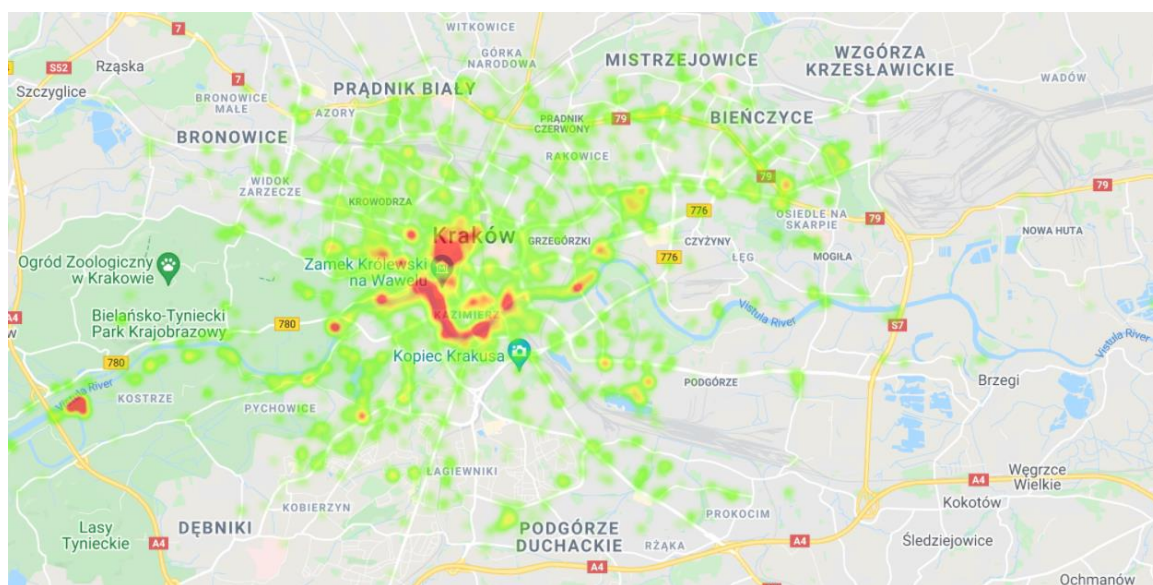 WITKOWICE
7
Rząska
S52
GÓRKA
NARODOWA
MISTRZEJOWICE
WZGÓRZA
KRZESŁAWICKIE
WADÓW
Szczyglice
7
BRONOWICE
MAŁE
PRĄDNIK BIAŁY
AZORY
BRONOWICE
PRĄDNIK
CZERWONY
79
BIEŃCZYCE
RAKOWICE
WIDOK
ZARZECZE
KROWODRZA
79
79
776
OSIEDLE NA
SKARPIE
79
NOWA HUTA
Kraków
GRZEGÓRZKI
CZYŻYNY
776
ŁĘG
MOGIŁA
Ogród Zoologiczny
w Krakowie
Zamek Królewski
na Wawelu
A4
w
Bielańsko-Tyniecki
Park Krajobrazowy
780
KAZIMIERZ
Vistula River
S7
Vistula River
780
Kopiec Krakusa
Vistula River
KOSTRZE
PYCHOWICE
PODGÓRZE
Brzegi
ŁAGIEWNIKI
A4
Węgrzce
Wielkie
KOBIERZYN
PROKOCIM
Kokotów
Lasy
Tynieckie
DĘBNIKI
A4
PODGÓRZE
DUCHACKIE
RŻĄKA
A4
Śledziejowice
A4
A4
Ochmanów